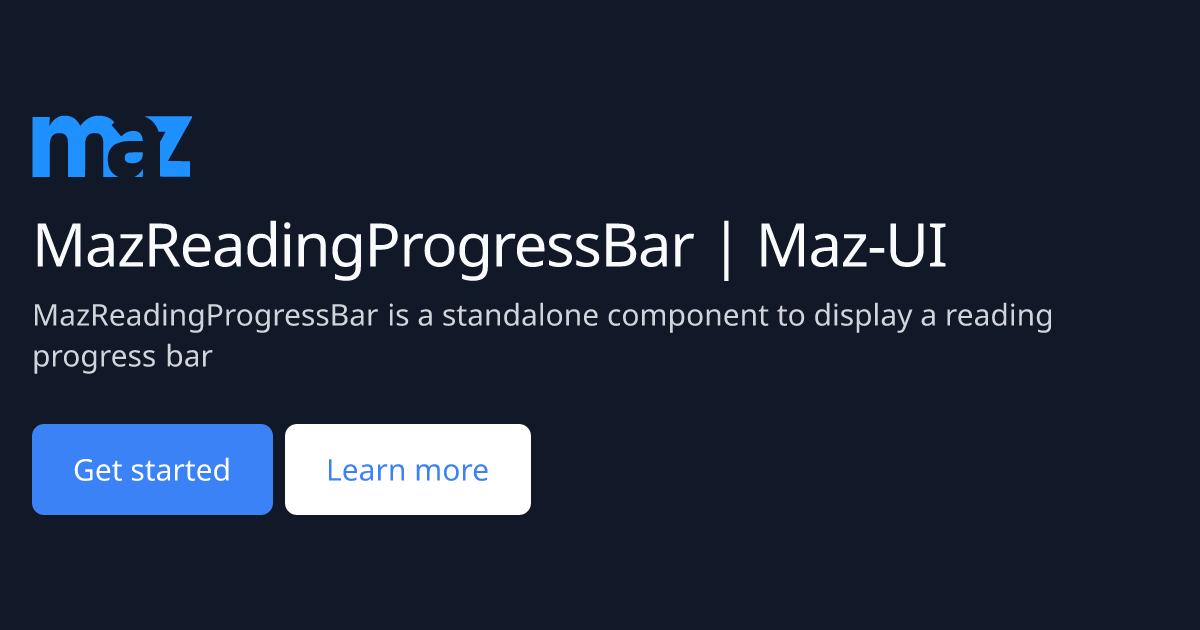 maz
MazReadingProgressBar | Maz-UI
MazReadingProgressBar is a standalone component to display a reading
progress bar
Get started
Learn more